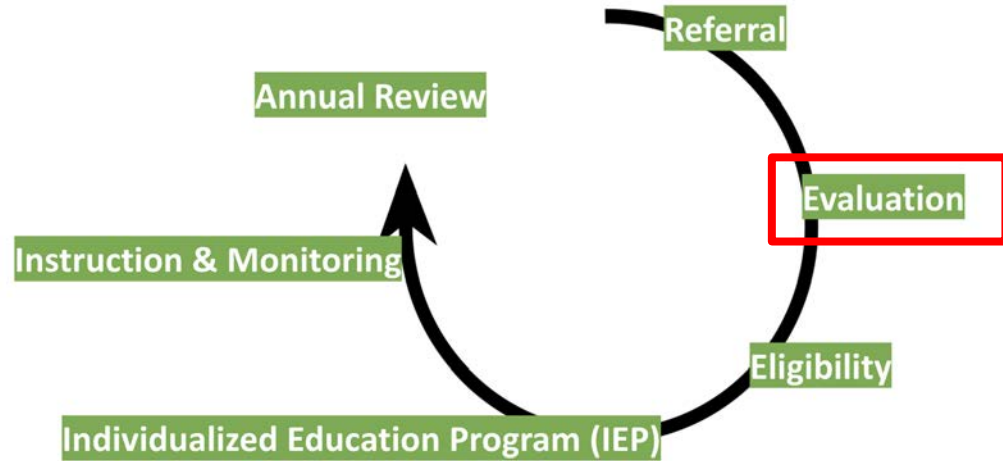 Referral
Annual Review
Evaluation
Instruction & Monitoring
Eligibility
Individualized Education Program (IEP)